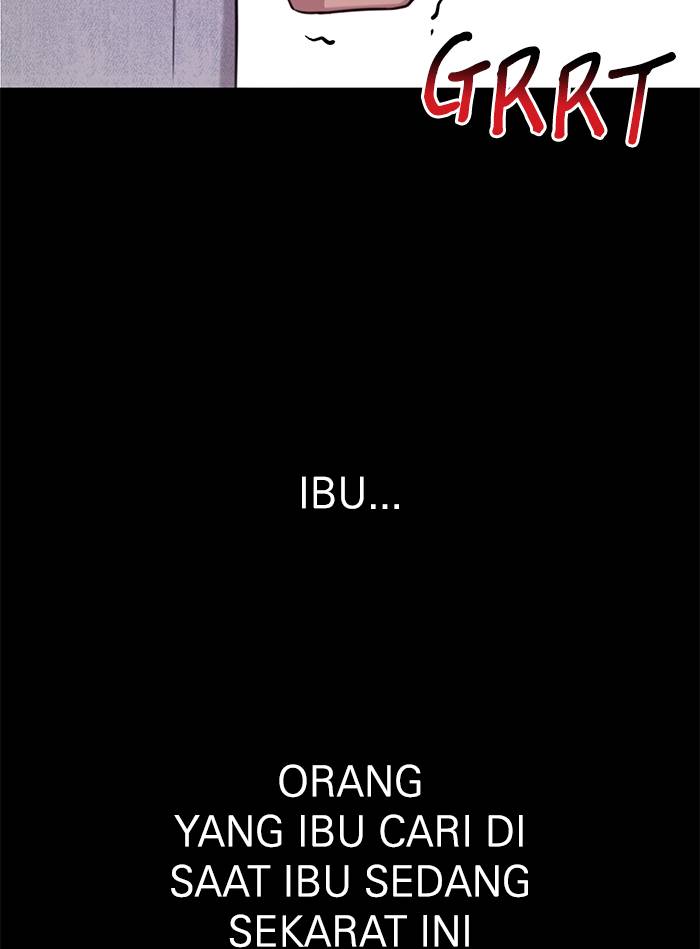 GRRT
IBU...
ORANG
YANG IBU CARI DI
SAAT IBU SEDANG
SEKARAT INI